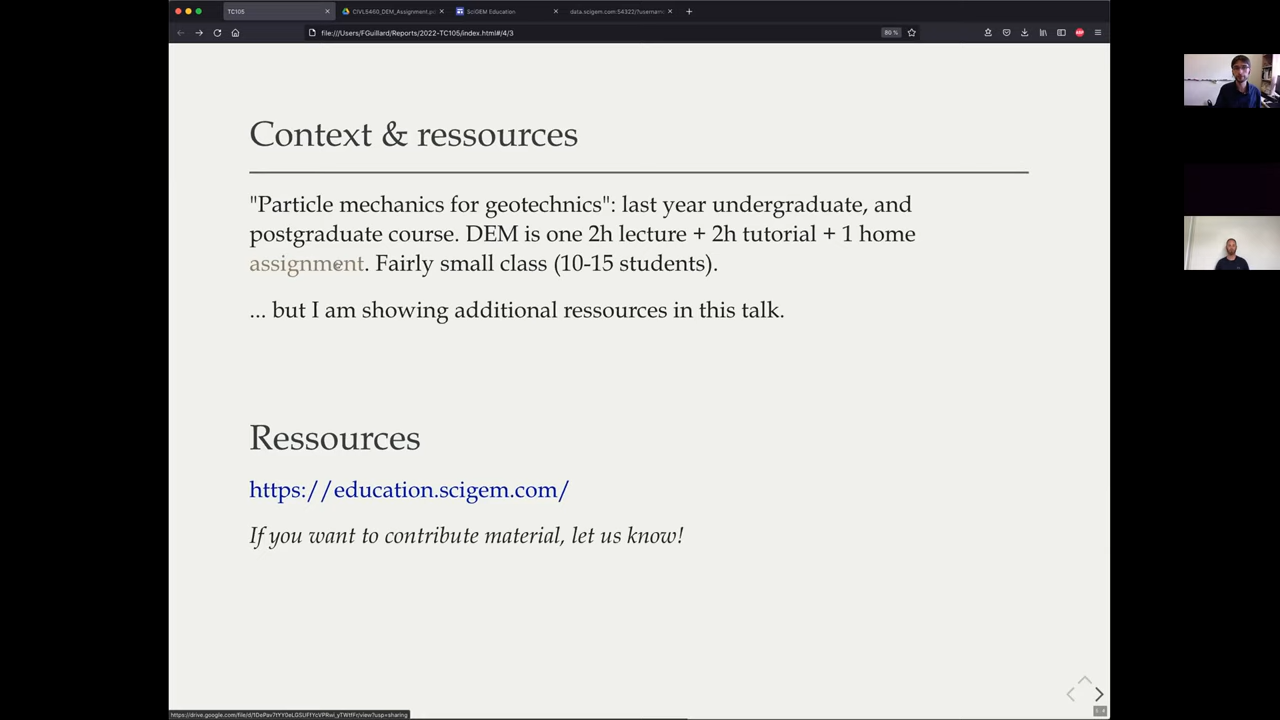 TC105
CIVL5460_DEM_Assignment.pd
SciGEM Education
data.scigem.com:54322/?usernam
file:///Users/FGuillard/Reports/2022-TC105/index.html#/4/3
80 %
Context & ressources
"Particle mechanics for geotechnics": last year undergraduate, and
postgraduate course. DEM is one 2h lecture + 2h tutorial + 1 home
assignment. Fairly small class (10-15 students).
... but I am showing additional ressources in this talk.
Ressources
https://education.scigem.com/
If you want to contribute material, let us know!